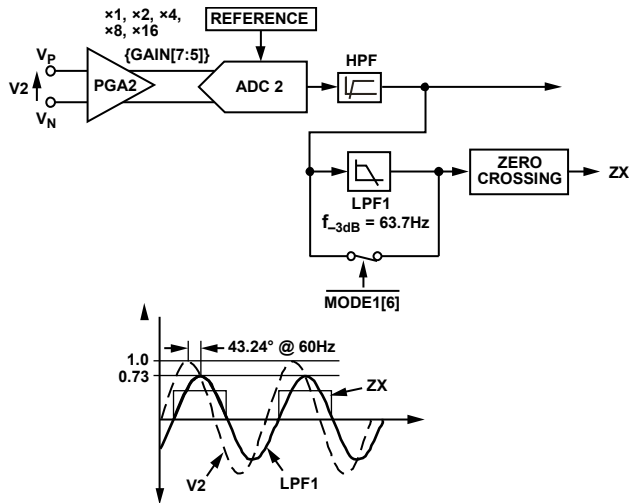 ×1, ×2, ×4,
×8, ×16
{GAIN[7:5]}
REFERENCE
HPF
VP
V2
VN
PGA2
ADC 2
LPF1
f–3dB = 63.7Hz
ZERO
CROSSING
ZX
MODE1[6]
43.24° @ 60Hz
1.0
0.73
ZX
V2
LPF1